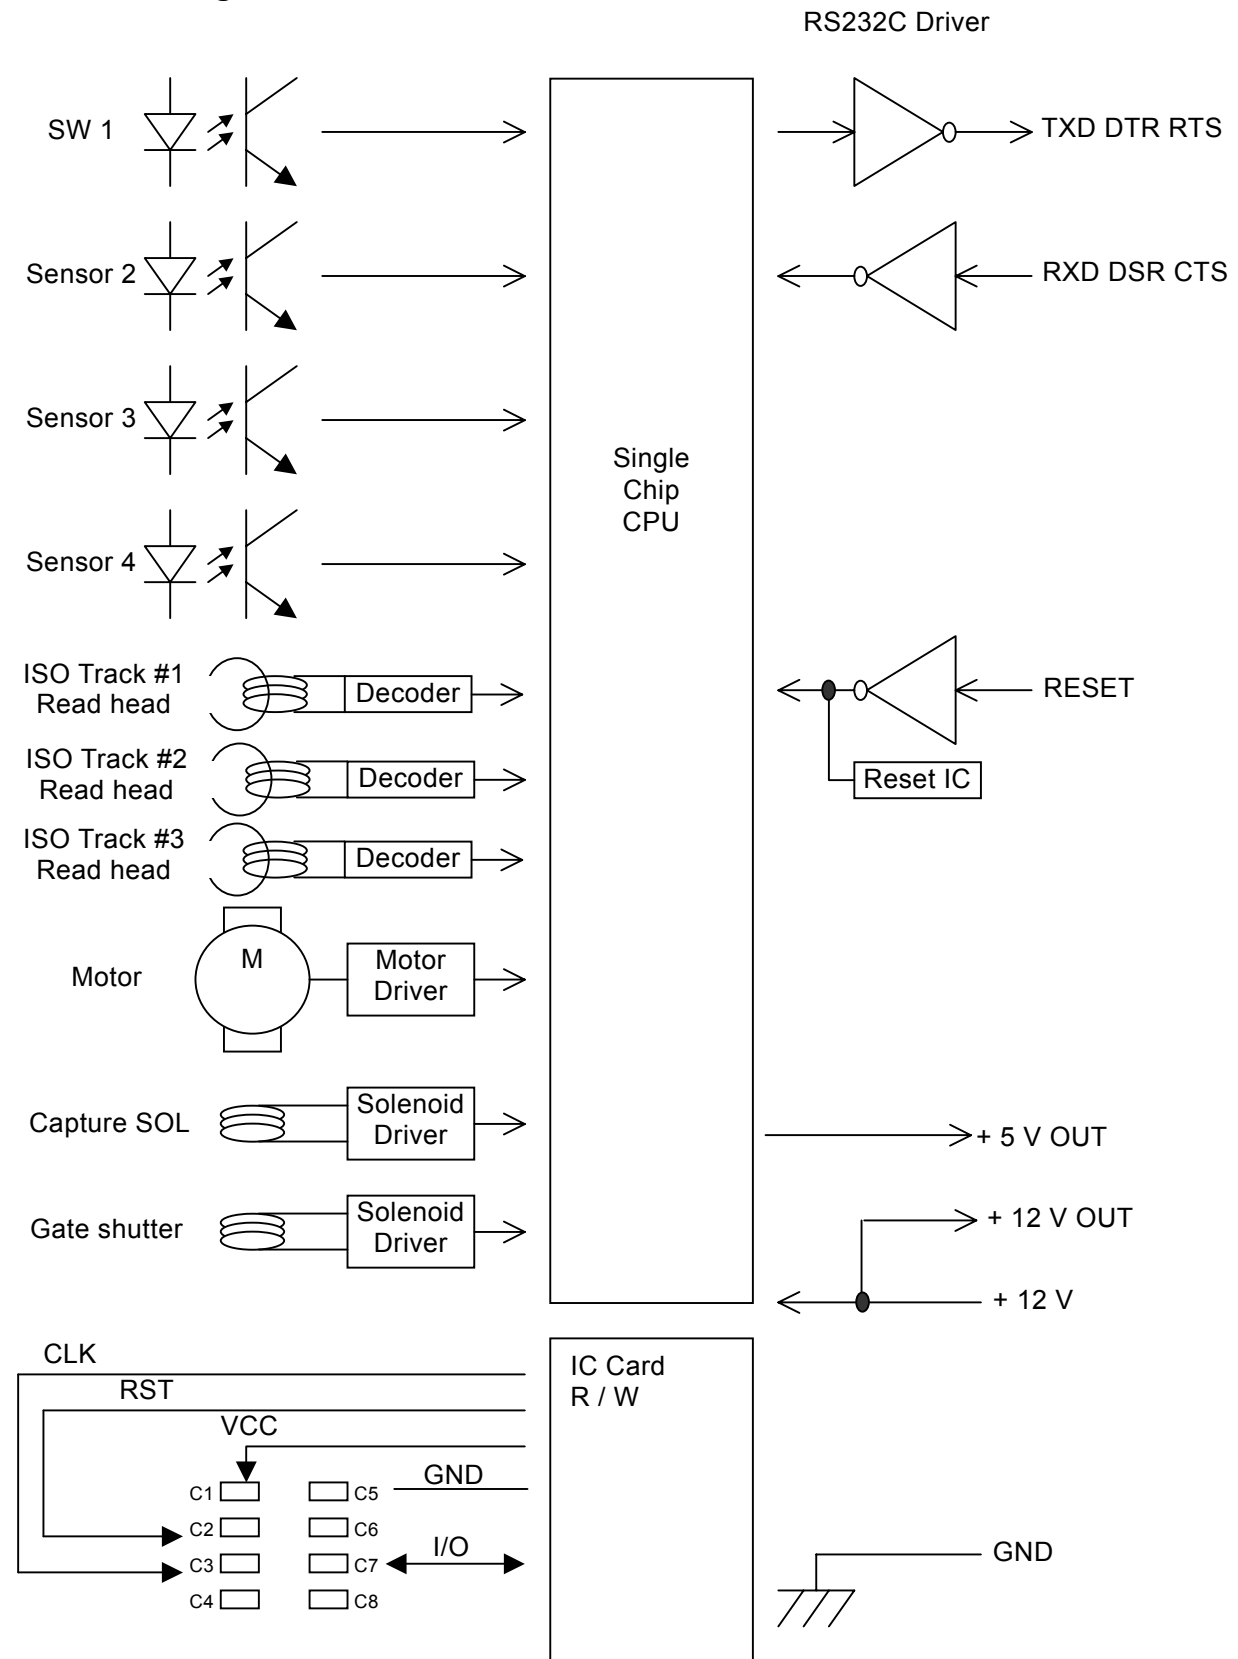 RS232C Driver
SW 1
TXD DTR RTS
Sensor 2
RXD DSR CTS
Sensor 3
Single
Chip
CPU
Sensor 4
ISO Track #1
Read head
Decoder
RESET
ISO Track #2
Read head
Decoder
Reset IC
ISO Track #3
Read head
Decoder
Motor
M
Motor
Driver
Capture SOL
Solenoid
Driver
+ 5 V OUT
Gate shutter
Solenoid
Driver
+ 12 V OUT
+ 12 V
CLK
RST
VCC
GND
I/O
C1
C2
C3
C4
C5
C6
C7
C8
IC Card
R / W
GND